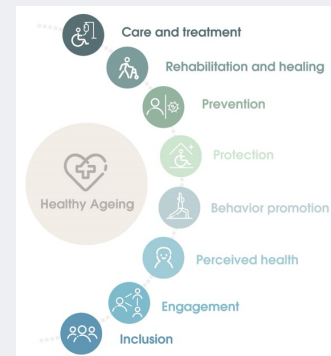 Care and treatment
Rehabilitation and healing
Prevention
Protection
Healthy Ageing
Behavior promotion
Perceived health
Engagement
Inclusion